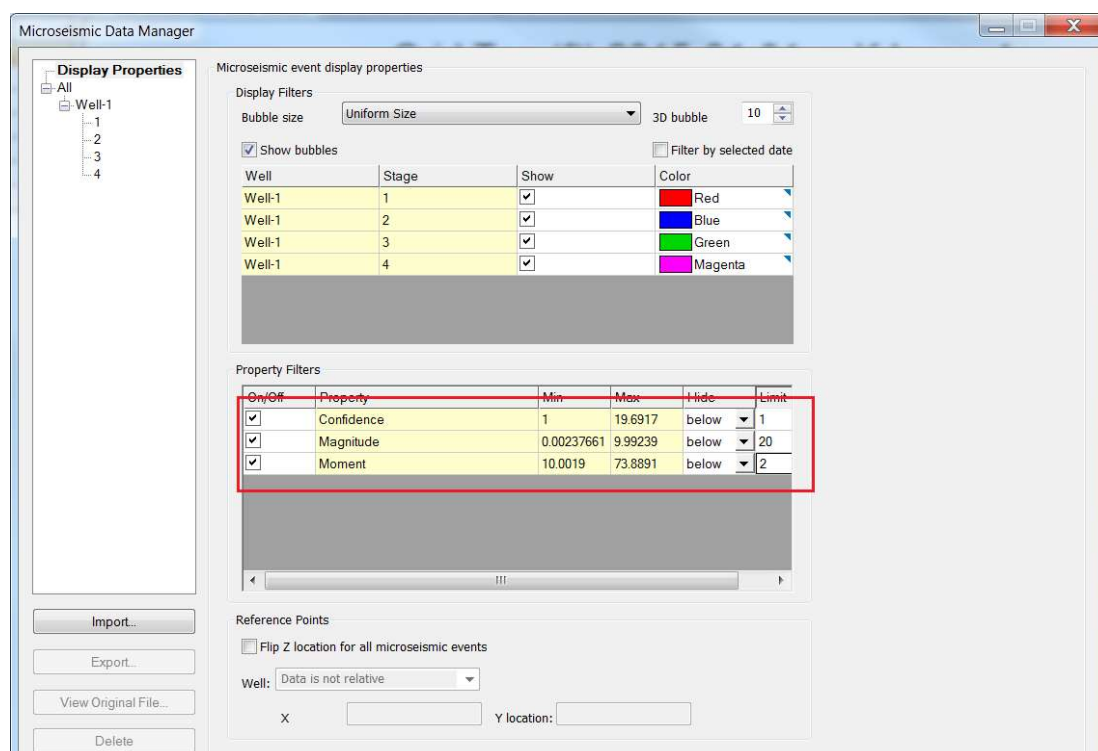 Microseismic Data Manager
Display Properties
All
Well-1
1
2
3
4
Import...
Export...
View Original File...
Delete
Microseismic event display properties
Display Filters
Bubble size Uniform Size 3D bubble 10
Show bubbles Filter by selected date
Well Stage Show Color
Well-1 1 Red
Well-1 2 Blue
Well-1 3 Green
Well-1 4 Magenta
Property Filters
On/Off Property Min Max Hide Limit
Confidence 1 19.6917 below 1
Magnitude 0.00237661 9.99239 below 20
Moment 10.0019 73.8891 below 2
Reference Points
Flip Z location for all microseismic events
Well: Data is not relative
X Y location: